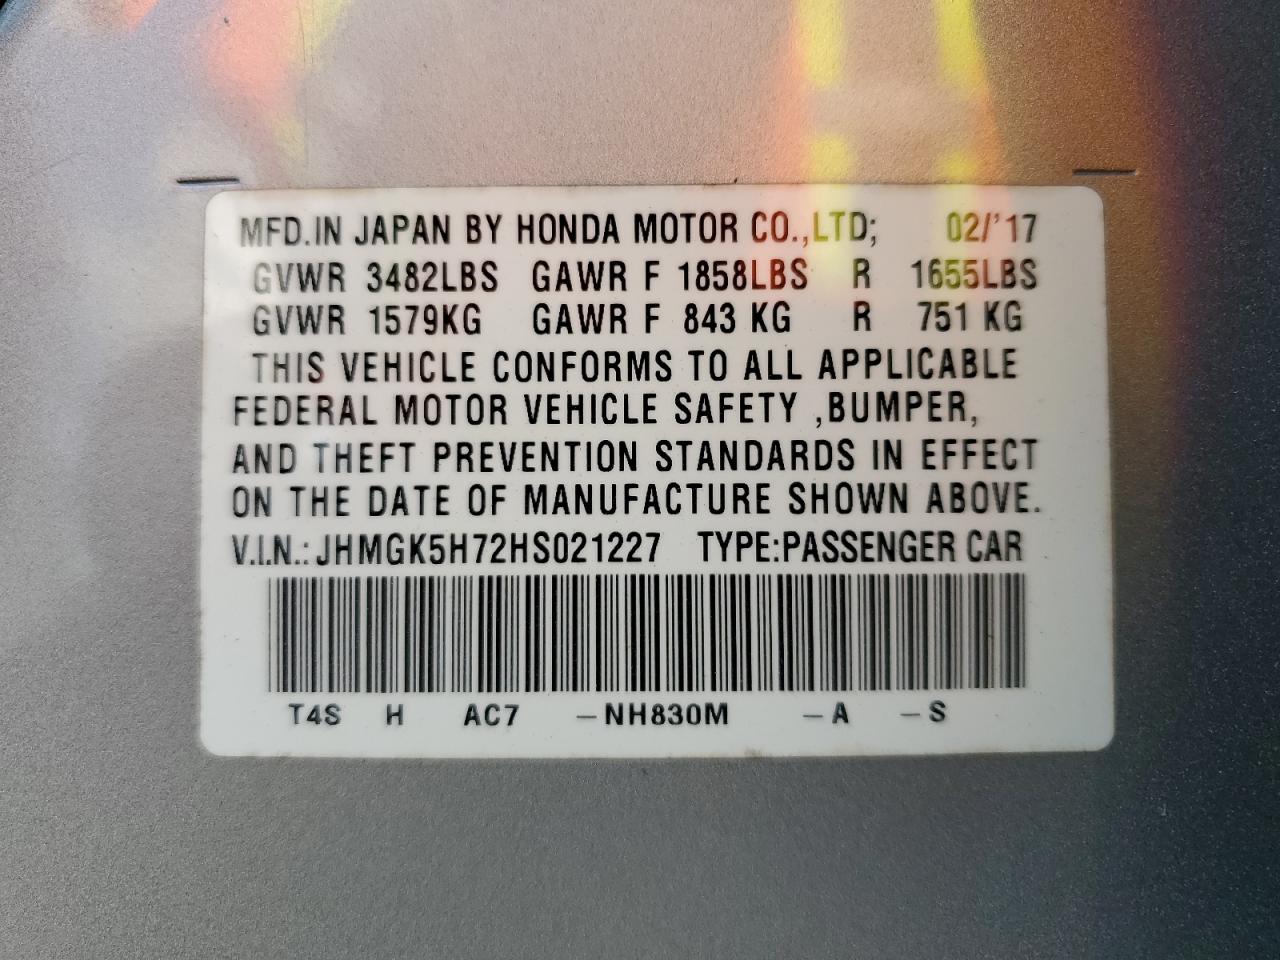 MFD.IN JAPAN BY HONDA MOTOR CO.,LTD; 02/'17
GVWR 3482LBS GAWR F 1858LBS R 1655LBS
GVWR 1579KG GAWR F 843 KG R 751 KG
THIS VEHICLE CONFORMS TO ALL APPLICABLE
FEDERAL MOTOR VEHICLE SAFETY ,BUMPER,
AND THEFT PREVENTION STANDARDS IN EFFECT
ON THE DATE OF MANUFACTURE SHOWN ABOVE.
V.I.N.:JHMGK5H72HS021227 TYPE:PASSENGER CAR
T4S H AC7 –NH830M –A –S